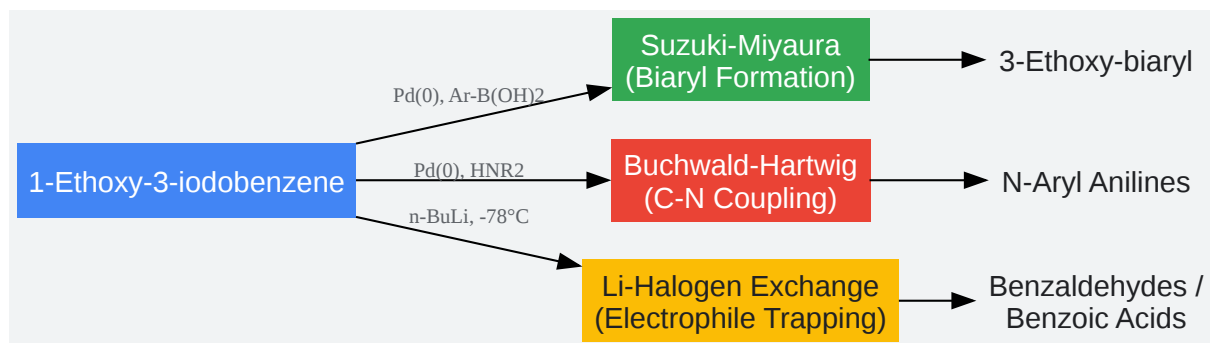 Suzuki-Miyaura
(Biaryl Formation)
3-Ethoxy-biaryl
Pd(0), Ar-B(OH)2
1-Ethoxy-3-iodobenzene
Pd(0), HNR2
Buchwald-Hartwig
(C-N Coupling)
N-Aryl Anilines
n-BuLi, -78°C
Li-Halogen Exchange
(Electrophile Trapping)
Benzaldehydes /
Benzoic Acids